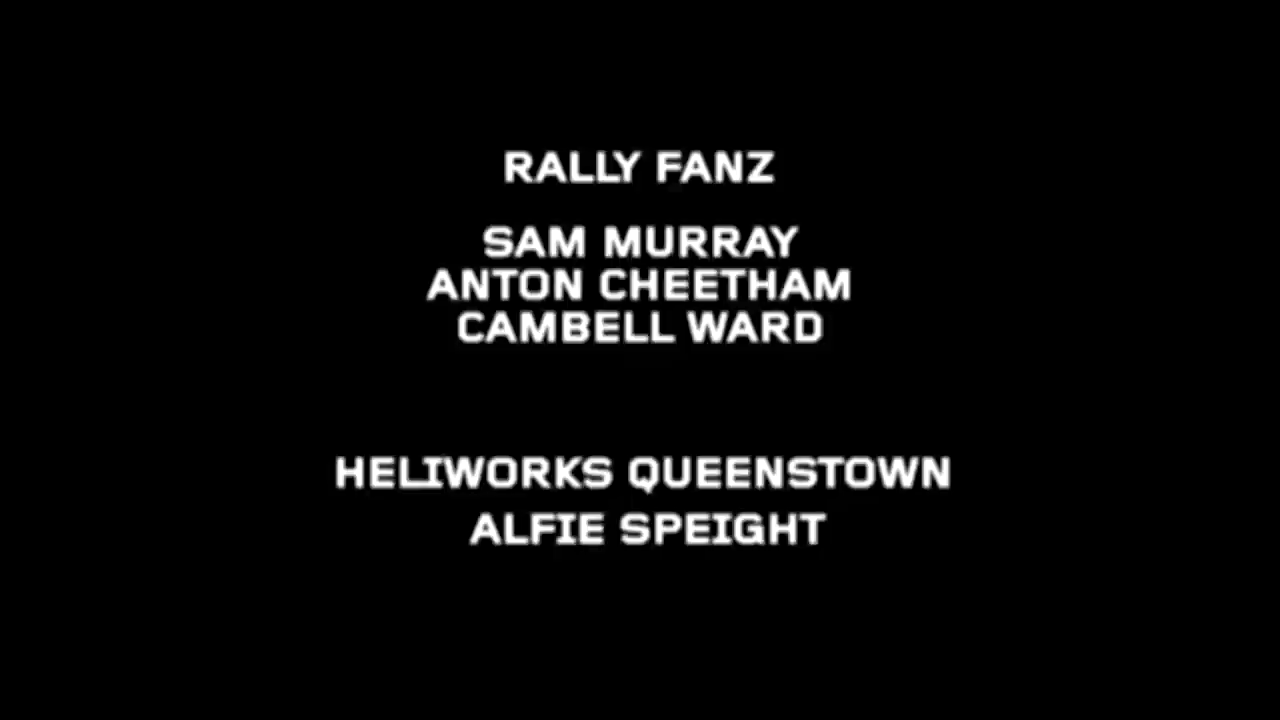 RALLY FANZ
SAM MURRAY
ANTON CHEETHAM
CAMBELL WARD
HELIWORKS QUEENSTOWN
ALFIE SPEIGHT